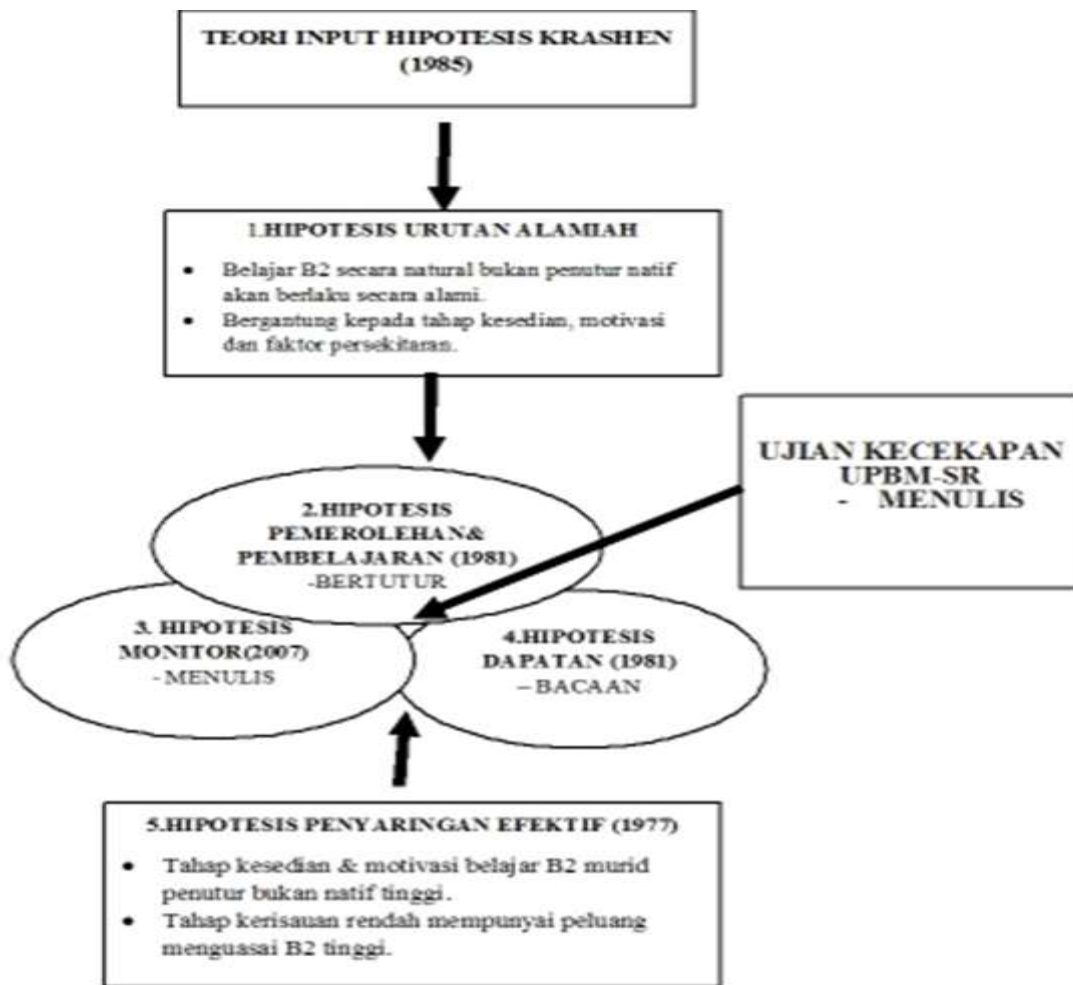 TEORI INPUT HIPOTESIS KRASHEN
(1985)
1.HIPOTESIS URUTAN ALAMIAH
• Belajar B2 secara natural bukan penutur natif
akan berlaku secara alami.
• Bergantung kepada tahap kesedian, motivasi
dan faktor persekitaran.
UJIAN KECEKAPAN
UPBM-SR
- MENULIS
2.HIPOTESIS
PEMEROLEHAN&
PEMBELAJARAN (1981)
-BERTUTUR
3. HIPOTESIS
MONITOR(2007)
- MENULIS
4.HIPOTESIS
DAPATAN (1981)
– BACAAN
5.HIPOTESIS PENYARINGAN EFEKTIF (1977)
• Tahap kesedian & motivasi belajar B2 murid
penutur bukan natif tinggi.
• Tahap kerisauan rendah mempunyai peluang
menguasai B2 tinggi.